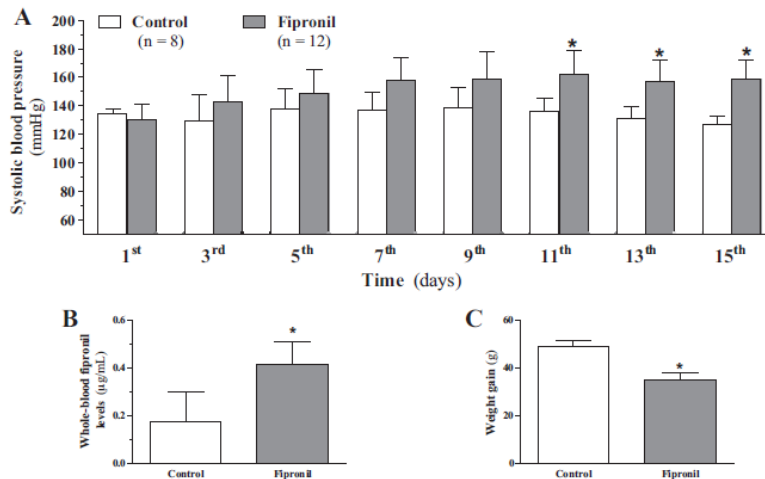 A
Control
(n = 8)
Fipronil
(n = 12)
Systolic blood pressure
(mmHg)
200
180
160
140
120
100
80
60
* * *
1st 3rd 5th 7th 9th 11th 13th 15th
Time (days)
B
Whole-blood fipronil
levels (µg/mL)
0.6
0.4
0.2
0.0
*
Control Fipronil
C
Weight gain (g)
60
40
20
0
*
Control Fipronil